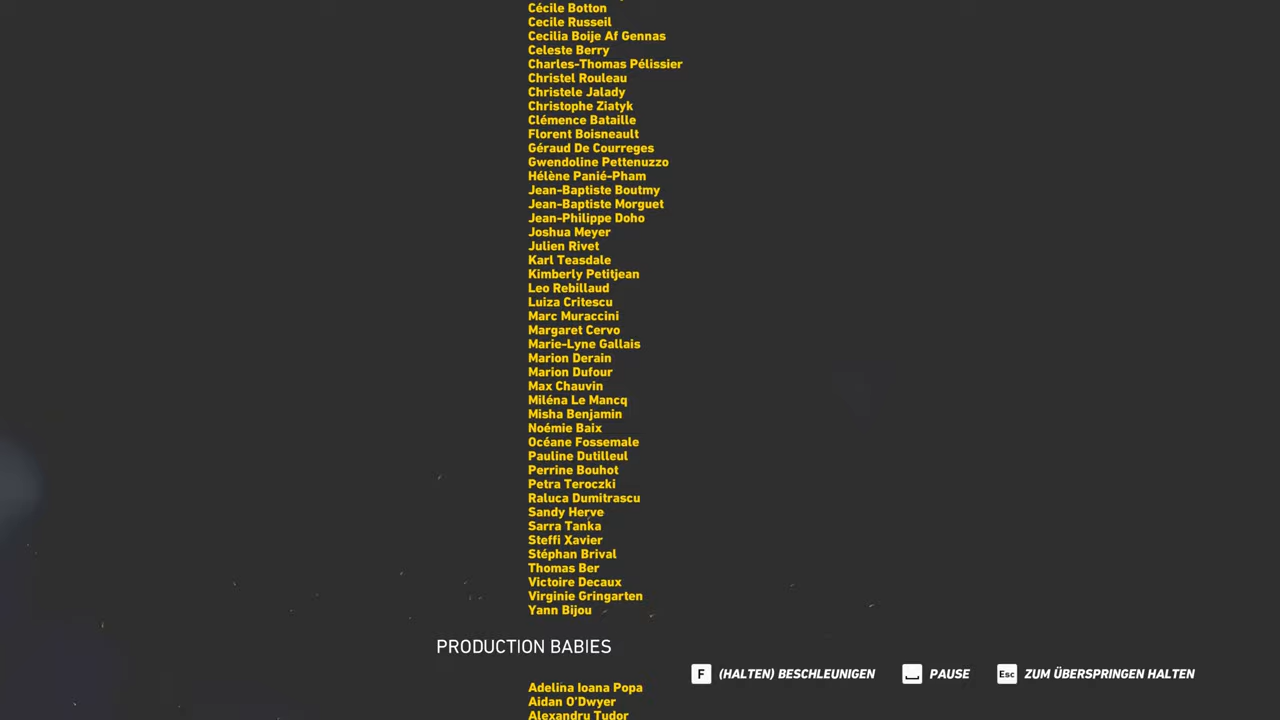 Cécile Botton
Cecile Russeil
Cecilia Boije Af Gennas
Celeste Berry
Charles-Thomas Pélissier
Christel Rouleau
Christele Jalady
Christophe Ziatyk
Clémence Bataille
Florent Boisneault
Géraud De Courreges
Gwendoline Pettenuzzo
Hélène Panié-Pham
Jean-Baptiste Boutmy
Jean-Baptiste Morguet
Jean-Philippe Doho
Joshua Meyer
Julien Rivet
Karl Teasdale
Kimberly Petitjean
Leo Rebillaud
Luiza Critescu
Marc Muraccini
Margaret Cervo
Marie-Lyne Gallais
Marion Derain
Marion Dufour
Max Chauvin
Miléna Le Mancq
Misha Benjamin
Noémie Baix
Océane Fossemale
Pauline Dutilleul
Perrine Bouhot
Petra Teroczki
Raluca Dumitrascu
Sandy Herve
Sarra Tanka
Steffi Xavier
Stéphan Brival
Thomas Ber
Victoire Decaux
Virginie Gringarten
Yann Bijou
PRODUCTION BABIES
F (HALTEN) BESCHLEUNIGEN PAUSE Esc ZUM ÜBERSPRINGEN HALTEN
Adelina Ioana Popa
Aidan O'Dwyer
Alexandru Tudor